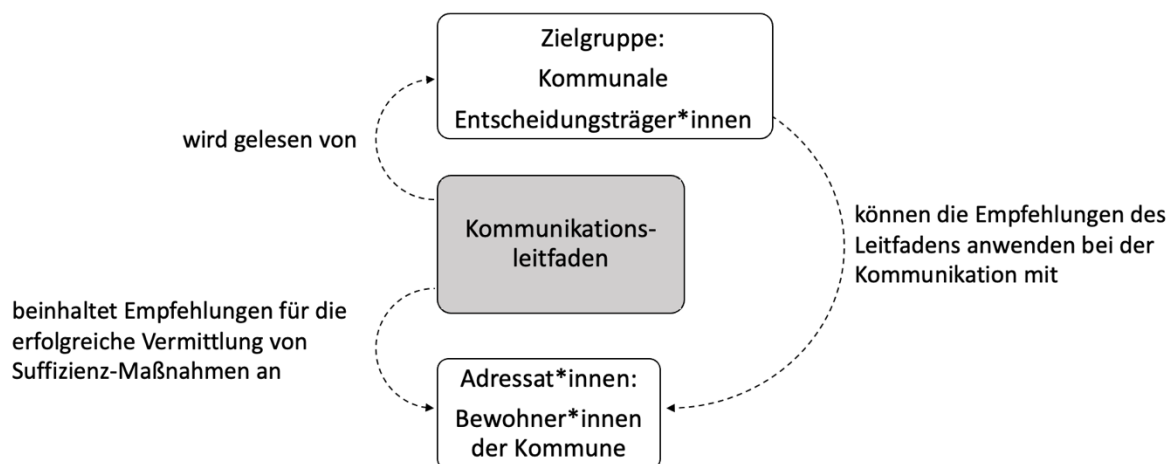 Zielgruppe:
Kommunale
Entscheidungsträger*innen
wird gelesen von
Kommunikations-
leitfaden
können die Empfehlungen des
Leitfadens anwenden bei der
Kommunikation mit
beinhaltet Empfehlungen für die
erfolgreiche Vermittlung von
Suffizienz-Maßnahmen an
Adressat*innen:
Bewohner*innen
der Kommune